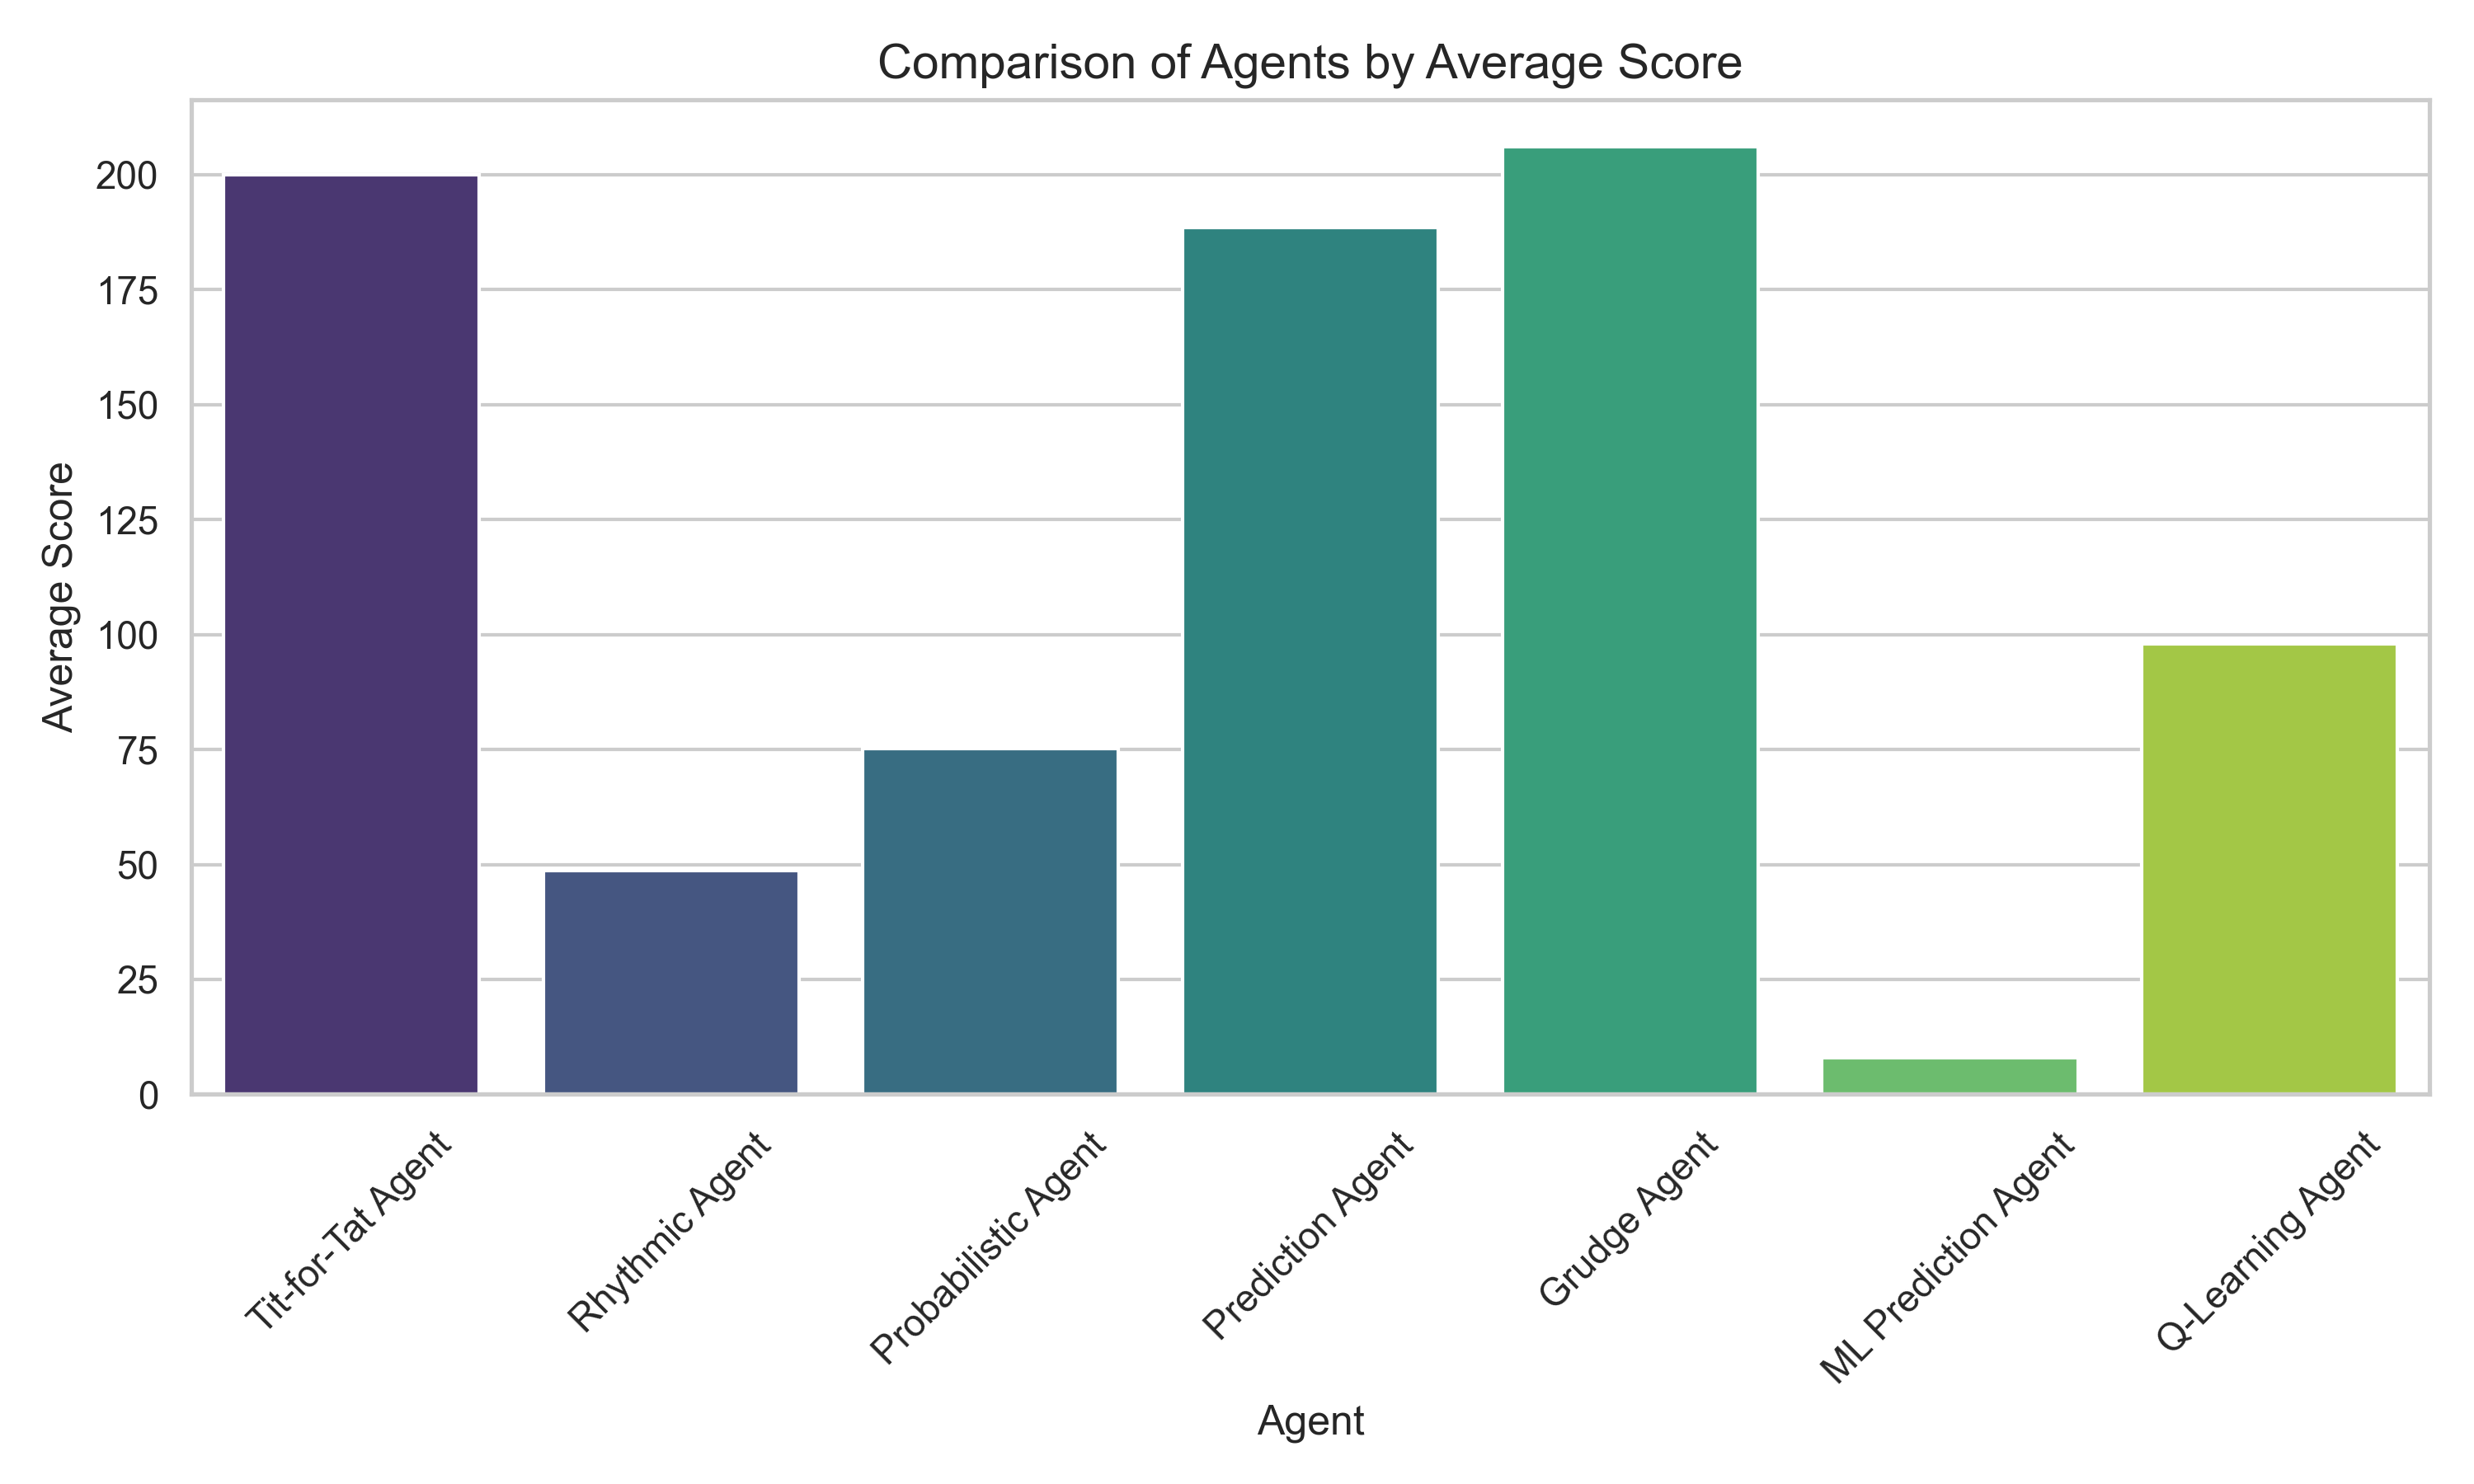 Comparison of Agents by Average Score
Average Score
200
175
150
125
100
75
50
25
0
Tit-for-Tat Agent
Rhythmic Agent
Probabilistic Agent
Prediction Agent
Grudge Agent
ML Prediction Agent
Q-Learning Agent
Agent